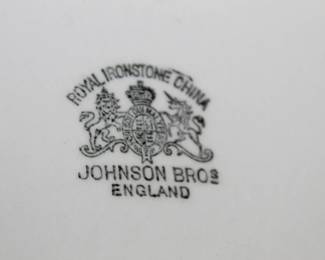 ROYAL IRONSTONE CHINA
JOHNSON BROS
ENGLAND